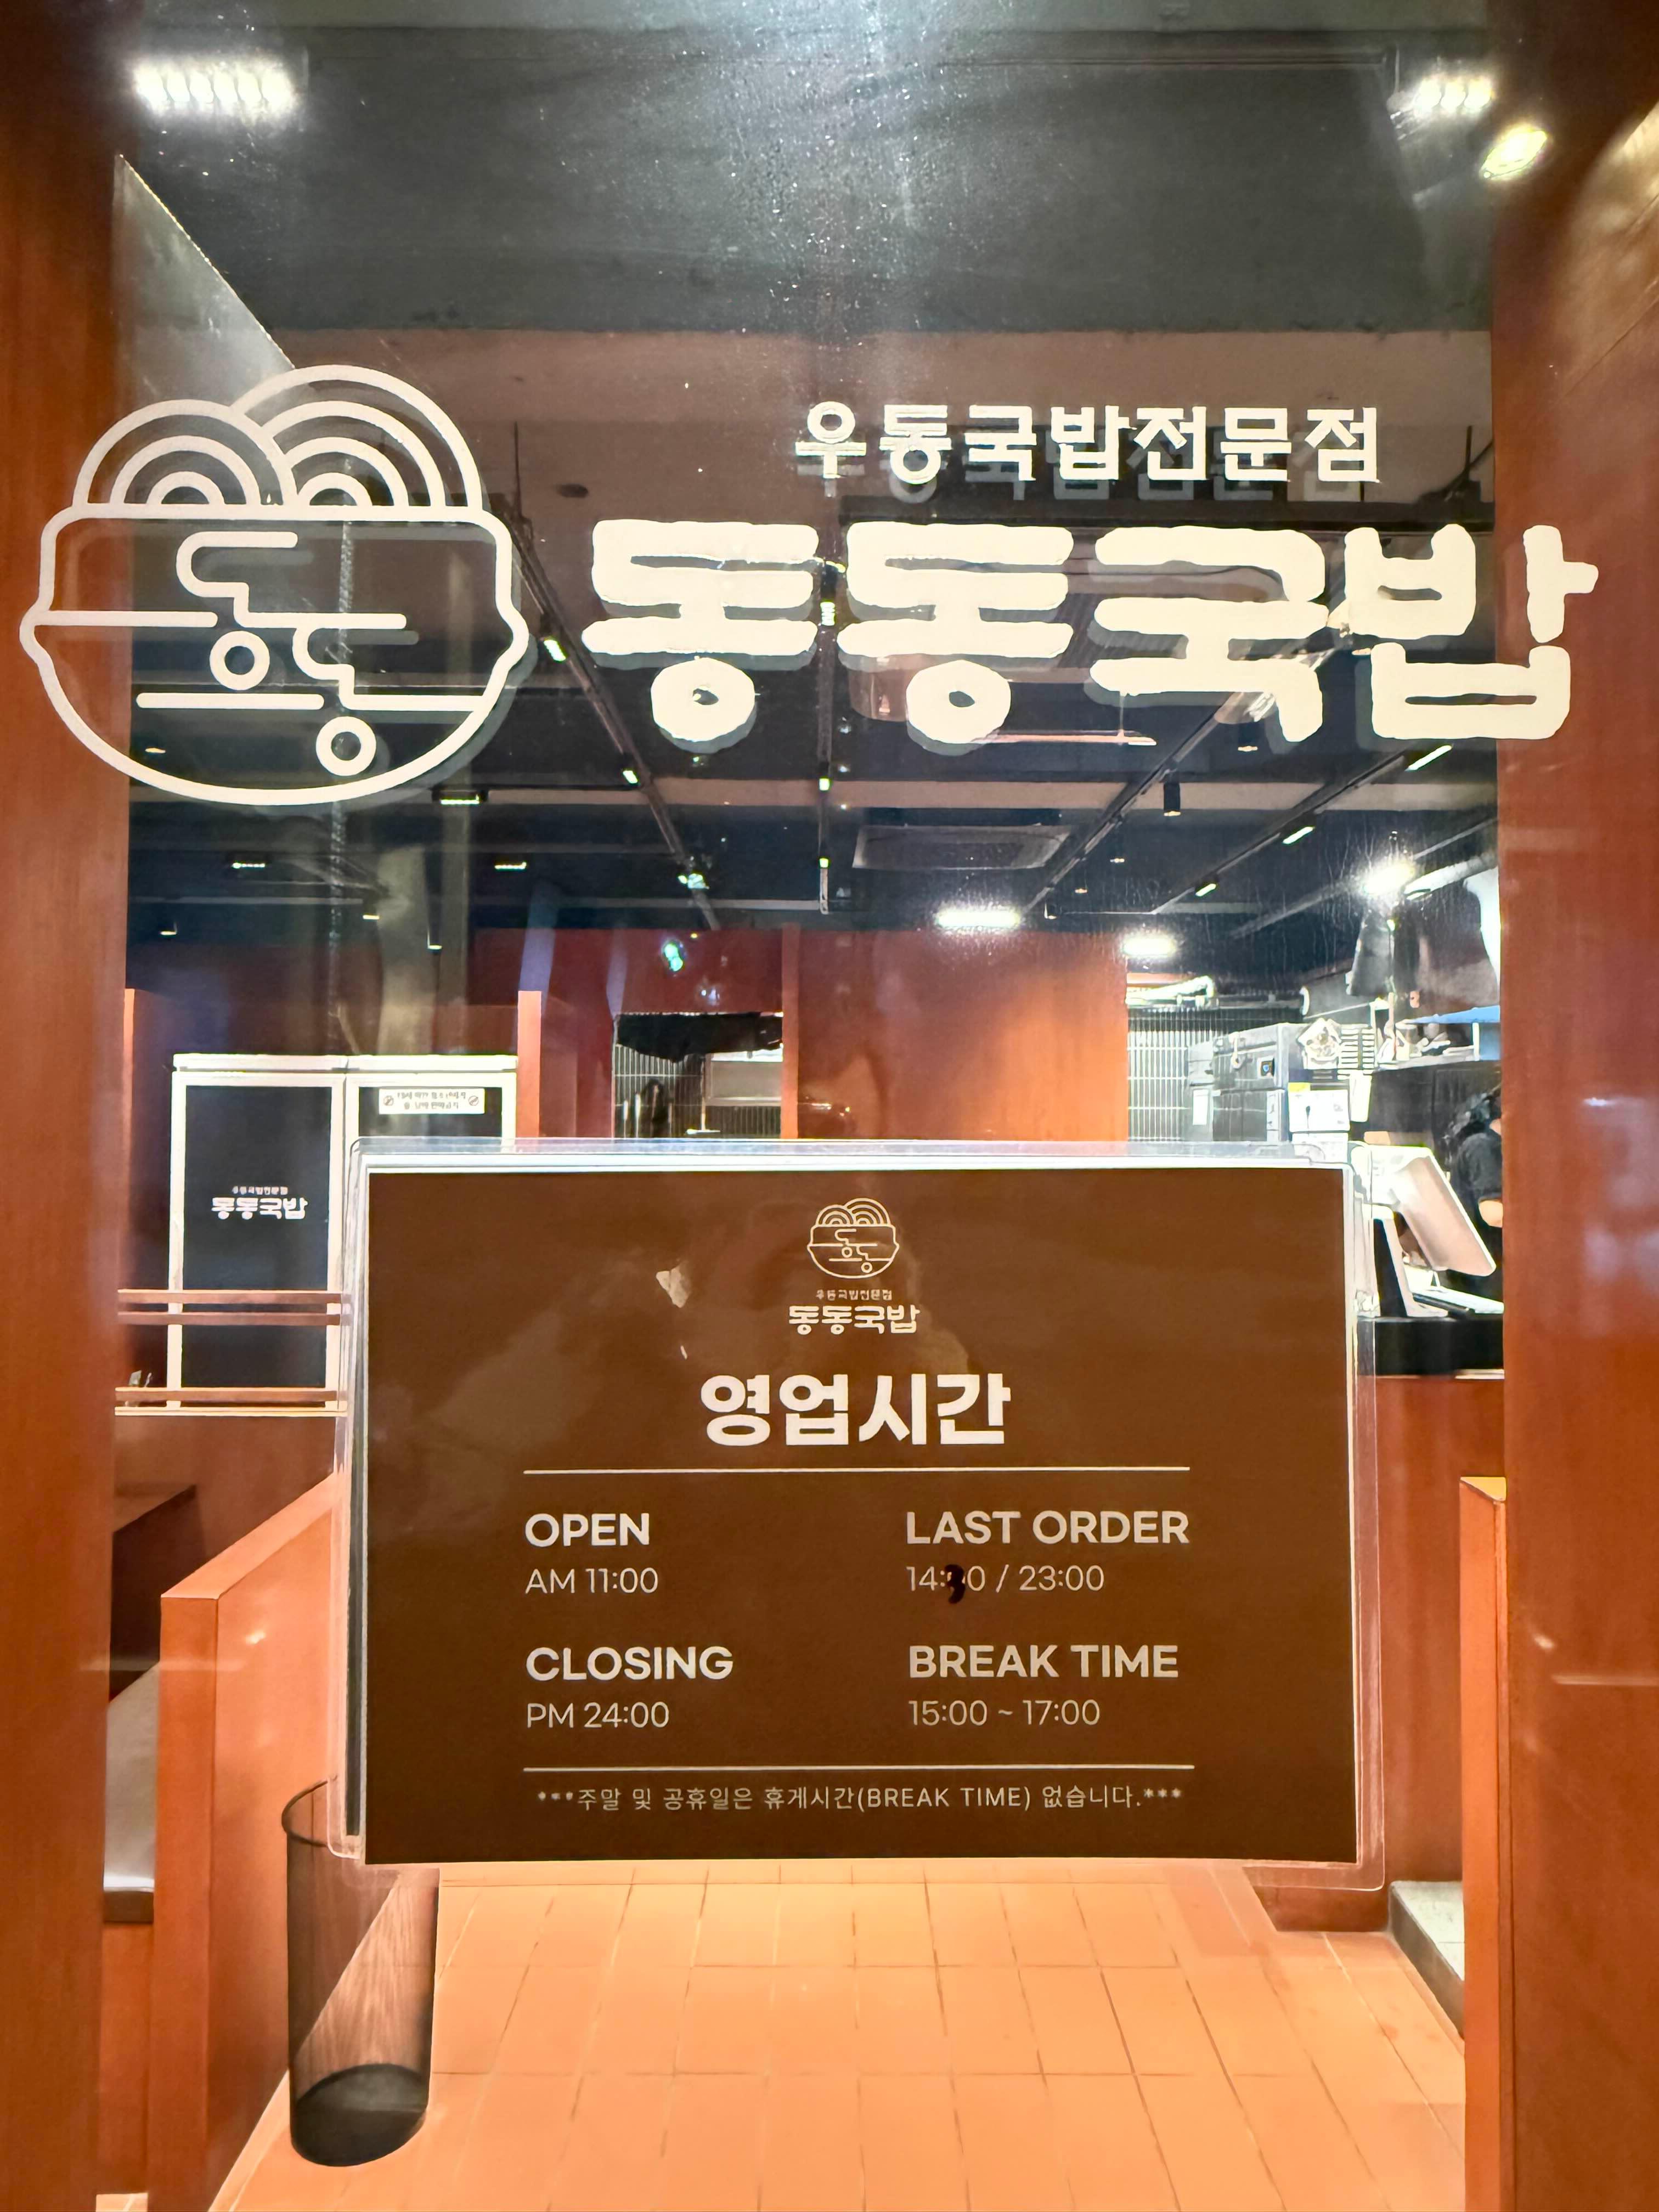 우동국밥전문점
동동국밥
우동국밥전문점
동동국밥
우동국밥전문점
동동국밥
영업시간
OPEN
AM 11:00
LAST ORDER
/ 23:00
CLOSING
PM 24:00
BREAK TIME
15:00 ~ 17:00
***주말 및 공휴일은 휴게시간(BREAK TIME) 없습니다.***